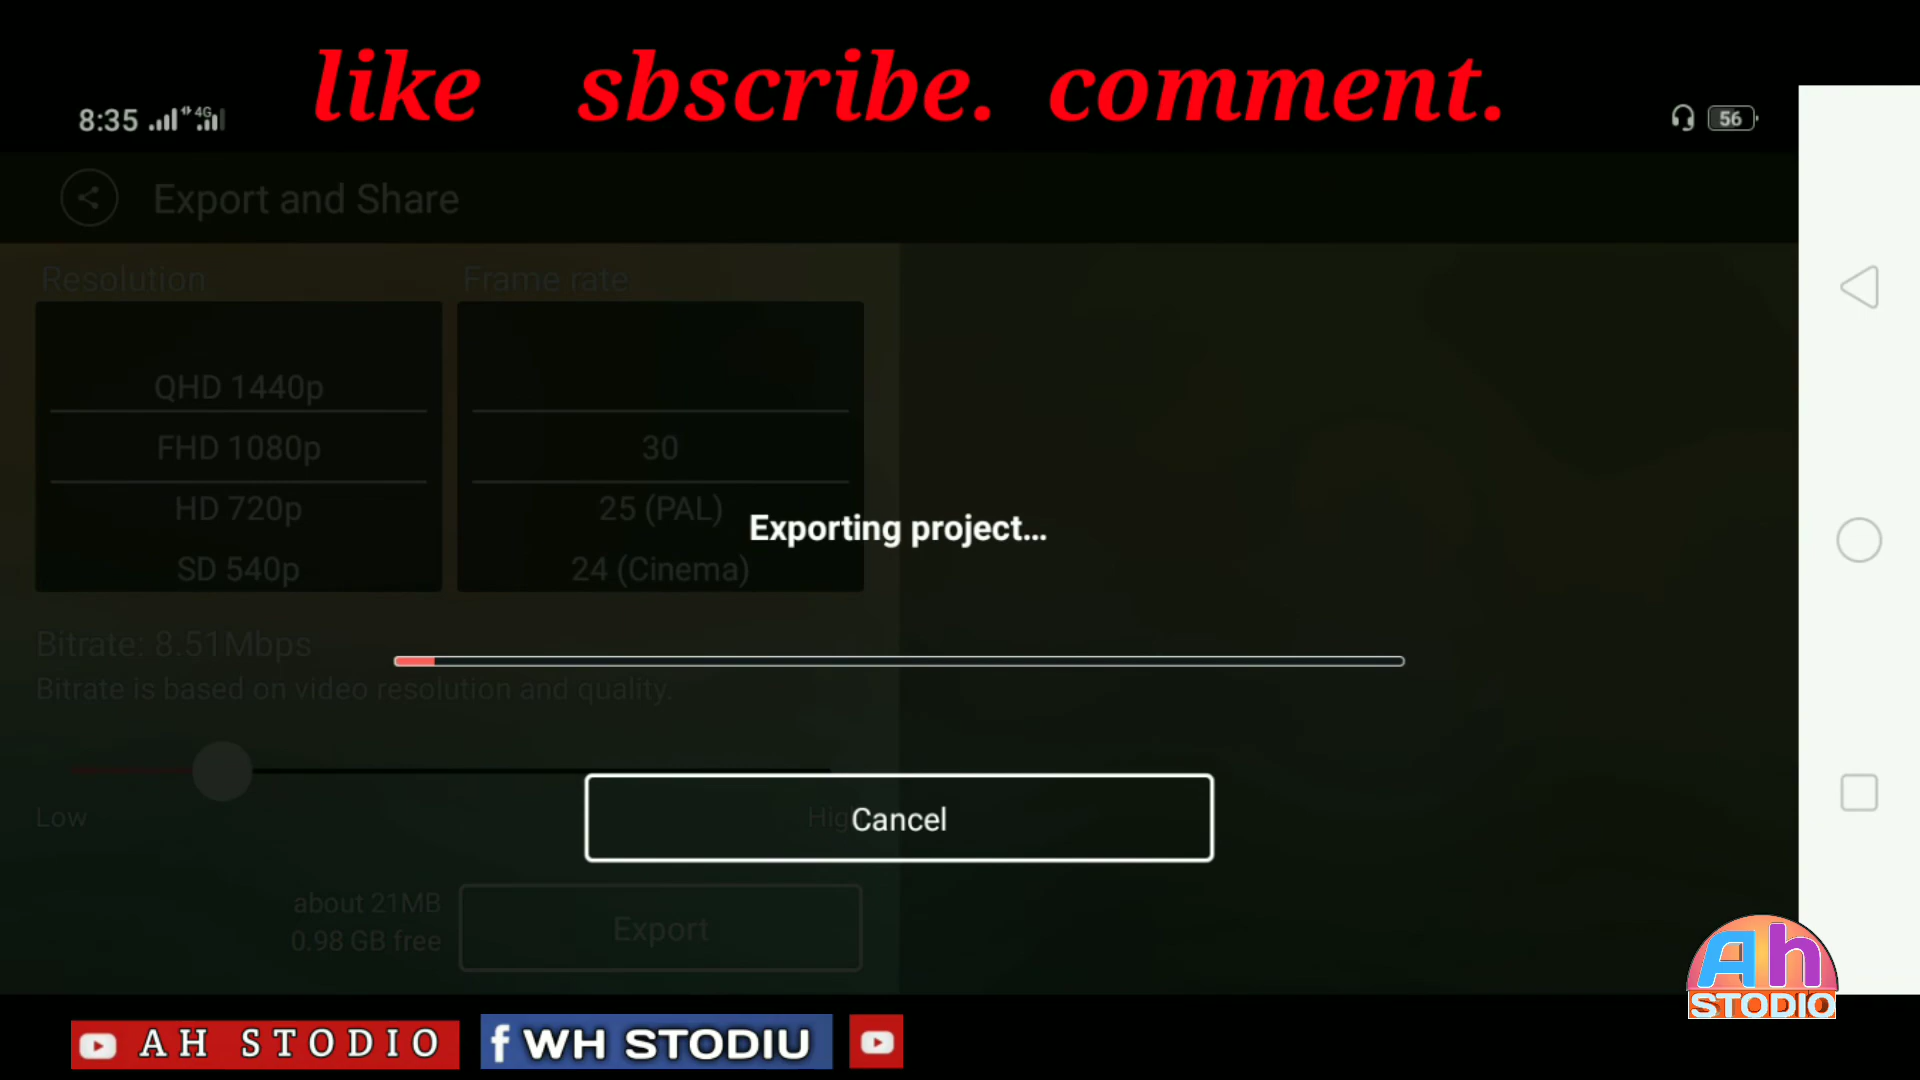 like sbscribe. comment.
8:35 4G 56
Export and Share
Resolution
Frame rate
QHD 1440p
FHD 1080p
HD 720p
SD 540p
30
25 (PAL)
24 (Cinema)
Exporting project...
Bitrate: 8.51Mbps
Bitrate is based on video resolution and quality.
Low
Hig
Cancel
about 21MB
0.98 GB free
Export
Ah
STODIO
AH STODIO
f WH STODIU